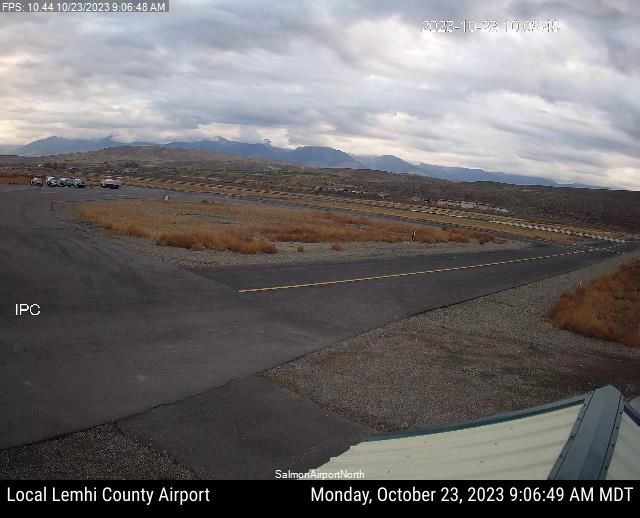 FPS: 10.44 10/23/2023 9:06:48 AM
IPC
SalmonAirportNorth
Local Lemhi County Airport
Monday, October 23, 2023 9:06:49 AM MDT